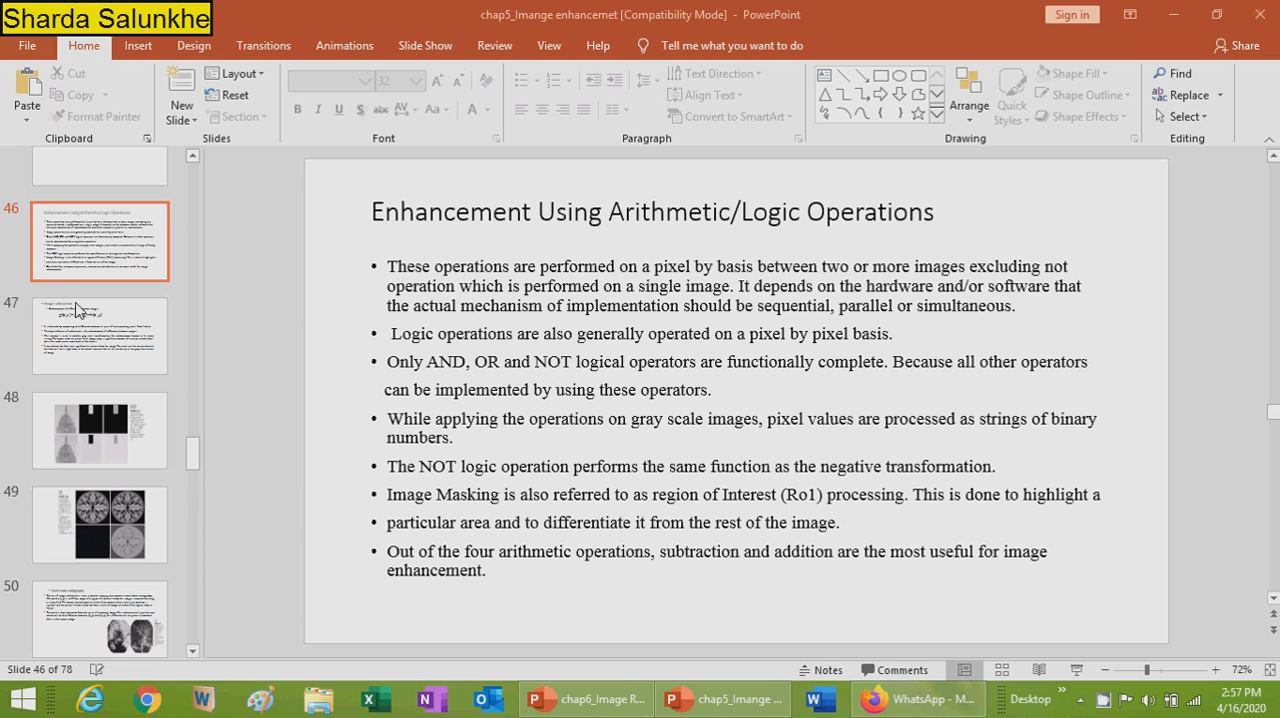 Sharda Salunkhe
chap5_Imange enhancemet [Compatibility Mode] - PowerPoint
Sign in
File Home Insert Design Transitions Animations Slide Show Review View Help Tell me what you want to do Share
Paste
Cut
Copy
Format Painter
Clipboard
New Slide
Layout
Reset
Section
Slides
32
B I U S abc AV Aa A
Font
Text Direction
Align Text
Convert to SmartArt
Paragraph
Arrange
Quick Styles
Shape Fill
Shape Outline
Shape Effects
Drawing
Find
Replace
Select
Editing
46
47
48
49
50
Enhancement Using Arithmetic/Logic Operations
• These operations are performed on a pixel by basis between two or more images excluding not
operation which is performed on a single image. It depends on the hardware and/or software that
the actual mechanism of implementation should be sequential, parallel or simultaneous.
• Logic operations are also generally operated on a pixel by pixel basis.
• Only AND, OR and NOT logical operators are functionally complete. Because all other operators
can be implemented by using these operators.
• While applying the operations on gray scale images, pixel values are processed as strings of binary
numbers.
• The NOT logic operation performs the same function as the negative transformation.
• Image Masking is also referred to as region of Interest (Ro1) processing. This is done to highlight a
• particular area and to differentiate it from the rest of the image.
• Out of the four arithmetic operations, subtraction and addition are the most useful for image
enhancement.
Slide 46 of 78
Notes
Comments
72%
chap6_Image R...
chap5_Imange ...
WhatsApp - M...
Desktop
2:57 PM
4/16/2020